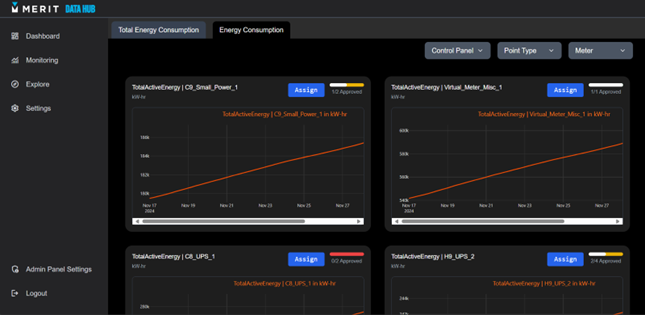 MERIT DATA HUB
Dashboard
Monitoring
Explore
Settings
Admin Panel Settings
Logout
Total Energy Consumption
Energy Consumption
Control Panel
Point Type
Meter
TotalActiveEnergy | C9_Small_Power_1
kW-hr
Assign
1/2 Approved
TotalActiveEnergy | C9_Small_Power_1 in kW-hr
186k
184k
182k
180k
Nov 17 Nov 19 Nov 21 Nov 23 Nov 25 Nov 27
2024
TotalActiveEnergy | Virtual_Meter_Misc_1
kW-hr
Assign
1/1 Approved
TotalActiveEnergy | Virtual_Meter_Misc_1 in kW-hr
600k
580k
560k
540k
Nov 17 Nov 19 Nov 21 Nov 23 Nov 25 Nov 27
2024
TotalActiveEnergy | C8_UPS_1
kW-hr
Assign
0/2 Approved
TotalActiveEnergy | C8_UPS_1 in kW-hr
TotalActiveEnergy | H9_UPS_2
kW-hr
Assign
2/4 Approved
TotalActiveEnergy | H9_UPS_2 in kW-hr
244k